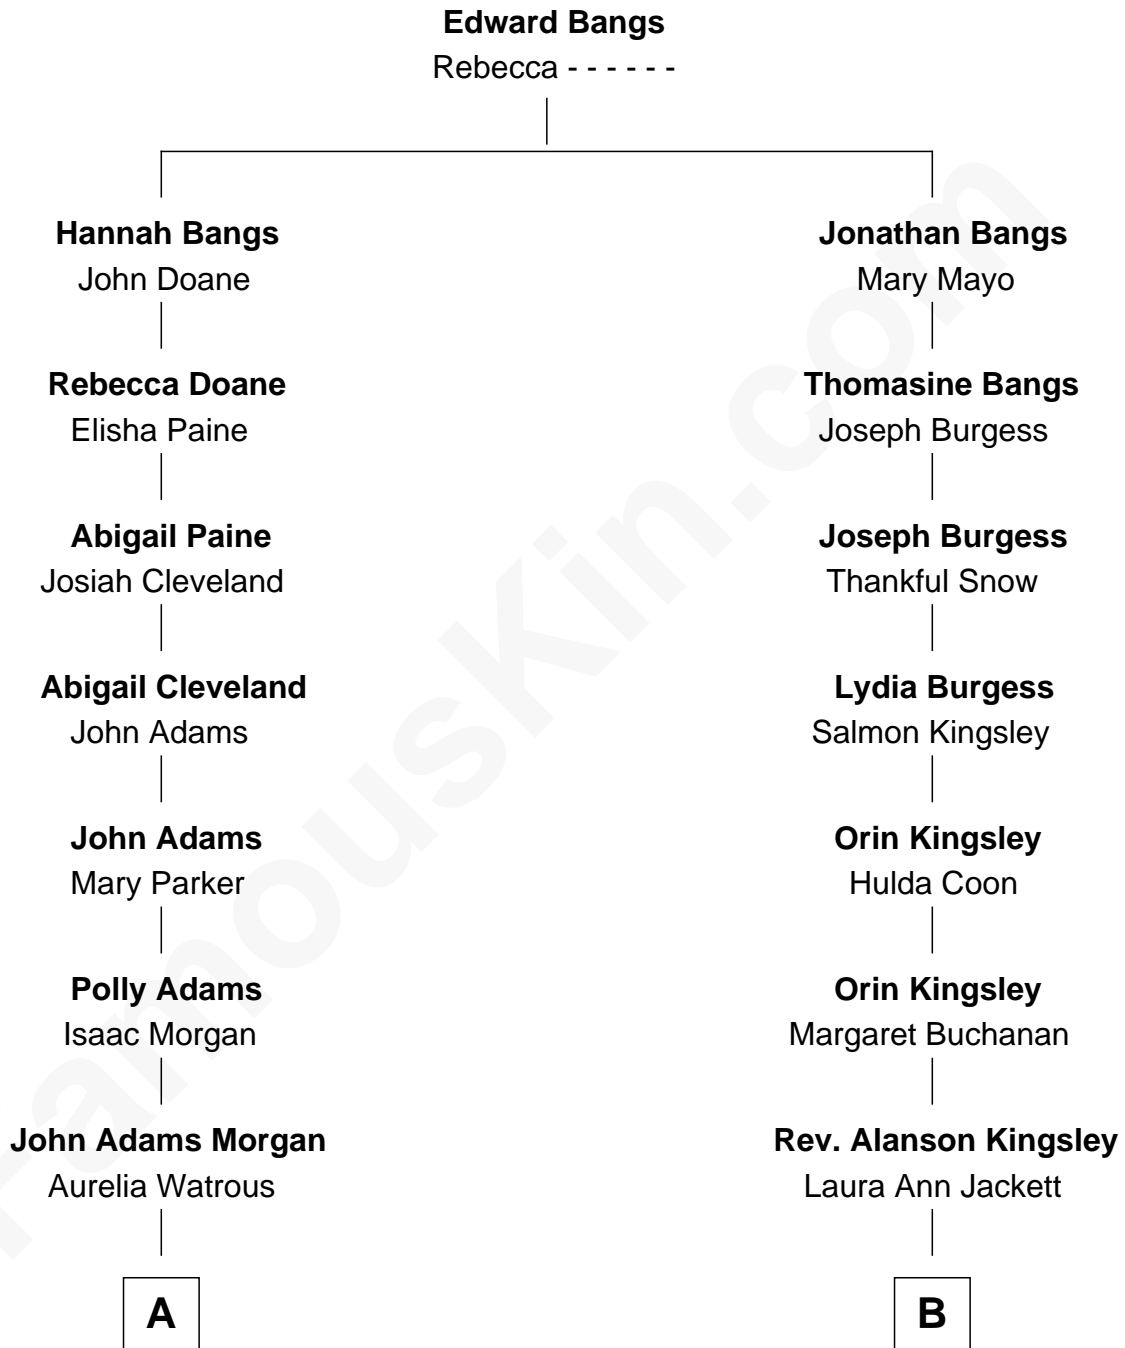 Edward Bangs
Rebecca - - - - - -
Hannah Bangs
John Doane
Jonathan Bangs
Mary Mayo
Rebecca Doane
Elisha Paine
Thomasine Bangs
Joseph Burgess
Abigail Paine
Josiah Cleveland
Joseph Burgess
Thankful Snow
Abigail Cleveland
John Adams
Lydia Burgess
Salmon Kingsley
John Adams
Mary Parker
Orin Kingsley
Hulda Coon
Polly Adams
Isaac Morgan
Orin Kingsley
Margaret Buchanan
John Adams Morgan
Aurelia Watrous
Rev. Alanson Kingsley
Laura Ann Jackett
A
B
FamousKin.com